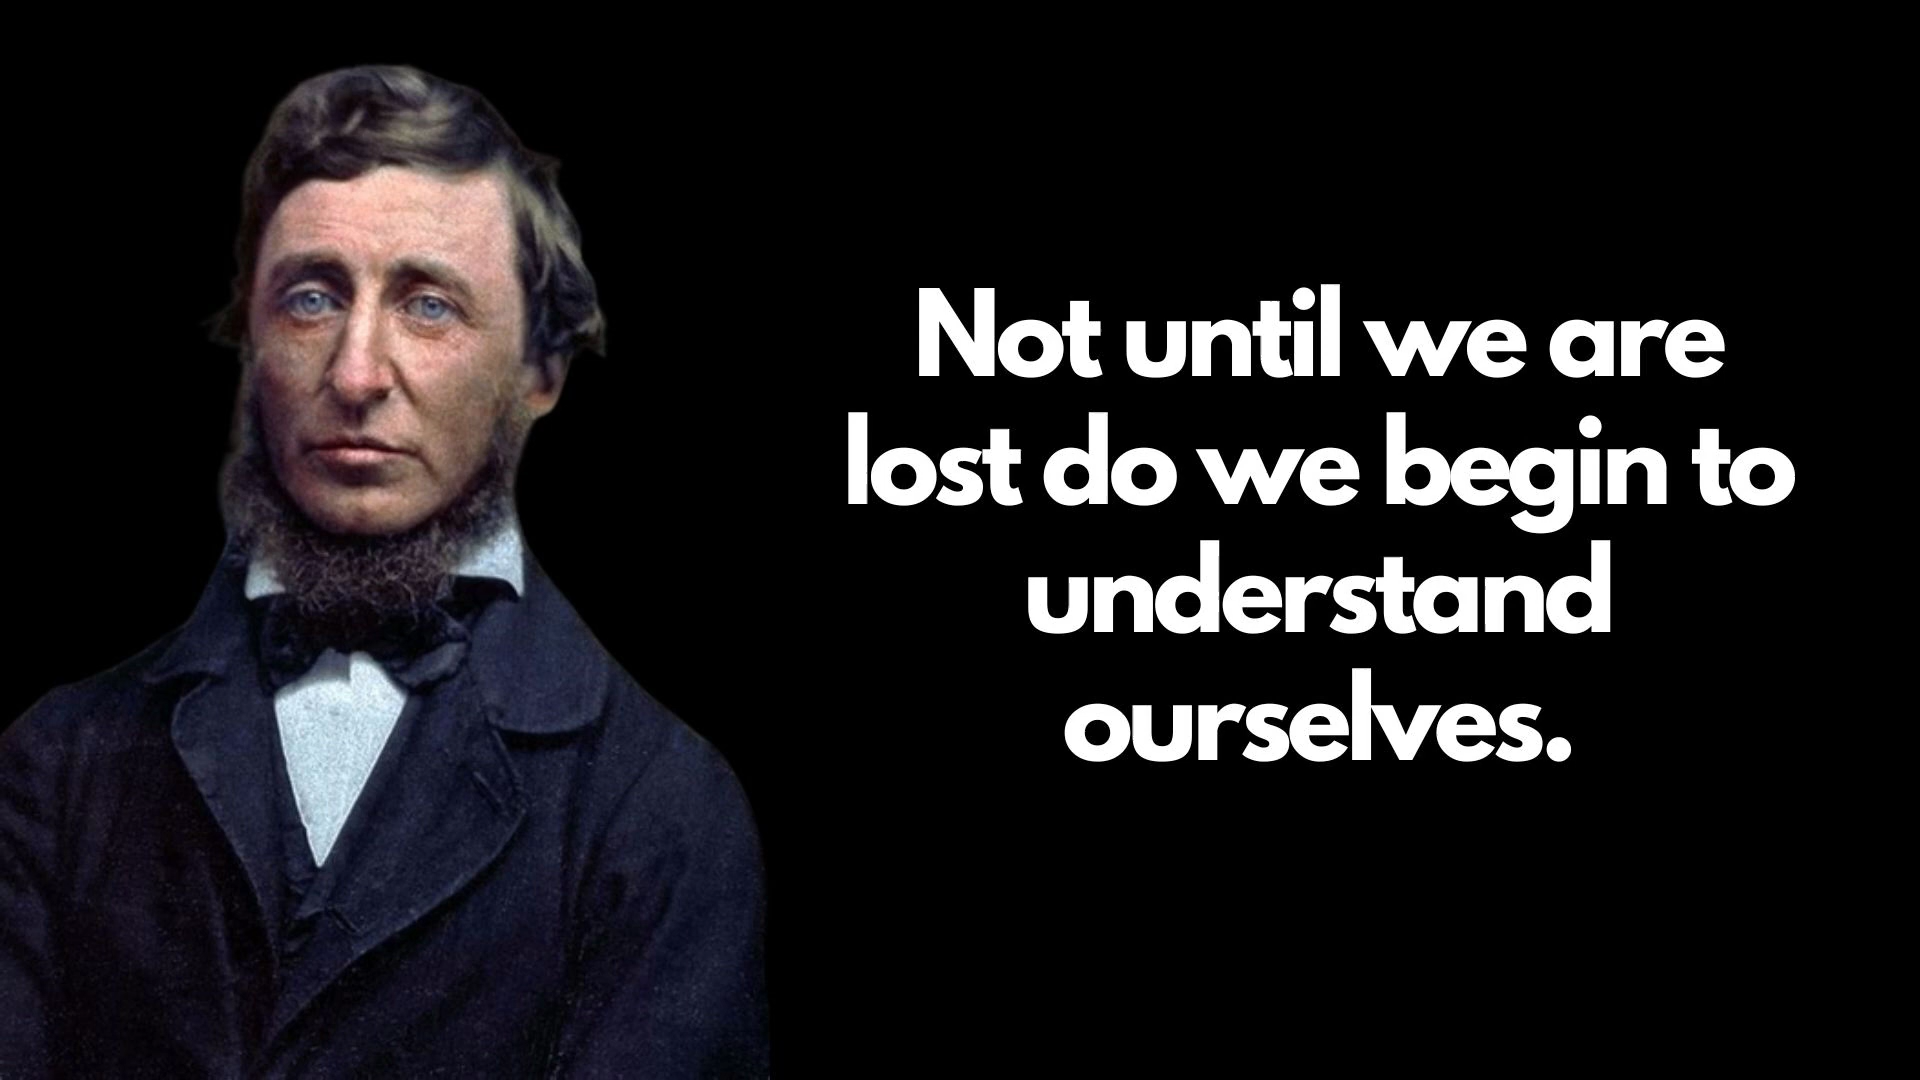 Not until we are
lost do we begin to
understand
ourselves.